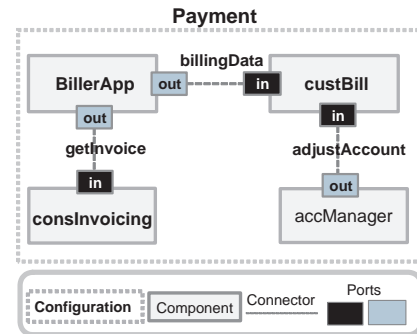 Payment
billingData
BillerApp
out
in
custBill
out
in
getInvoice
adjustAccount
in
out
consInvoicing
accManager
Configuration
Component
Connector
Ports